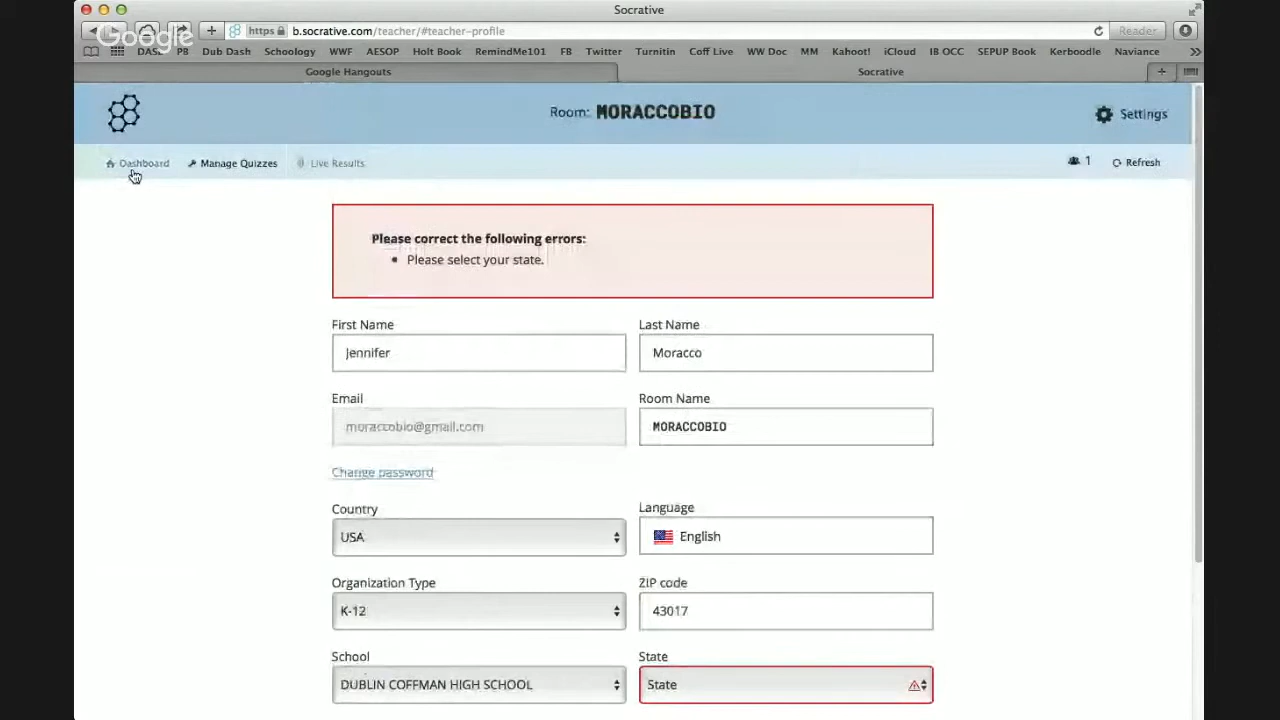 Socrative
Google
https b.socrative.com/teacher/#teacher-profile Reader
DASL PB Dub Dash Schoology WWF AESOP Holt Book RemindMe101 FB Twitter Turnitin Coff Live WW Doc MM Kahoot! iCloud IB OCC SEPUP Book Kerboodle Naviance
Google Hangouts Socrative
Room: MORACCOBIO Settings
Dashboard Manage Quizzes Live Results 1 Refresh
Please correct the following errors:
• Please select your state.
First Name Last Name
Jennifer Moracco
Email Room Name
moraccobio@gmail.com MORACCOBIO
Change password
Country Language
USA English
Organization Type ZIP code
K-12 43017
School State
DUBLIN COFFMAN HIGH SCHOOL State